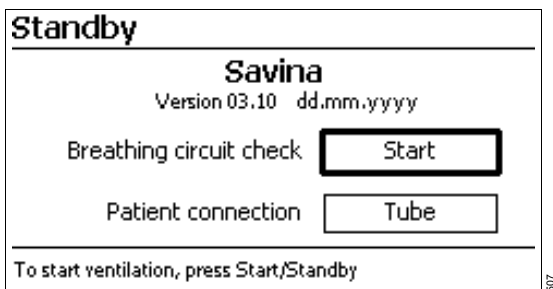 Standby
Savina
Version 03.10 dd.mm.yyyy
Breathing circuit check Start
Patient connection Tube
To start ventilation, press Start/Standby